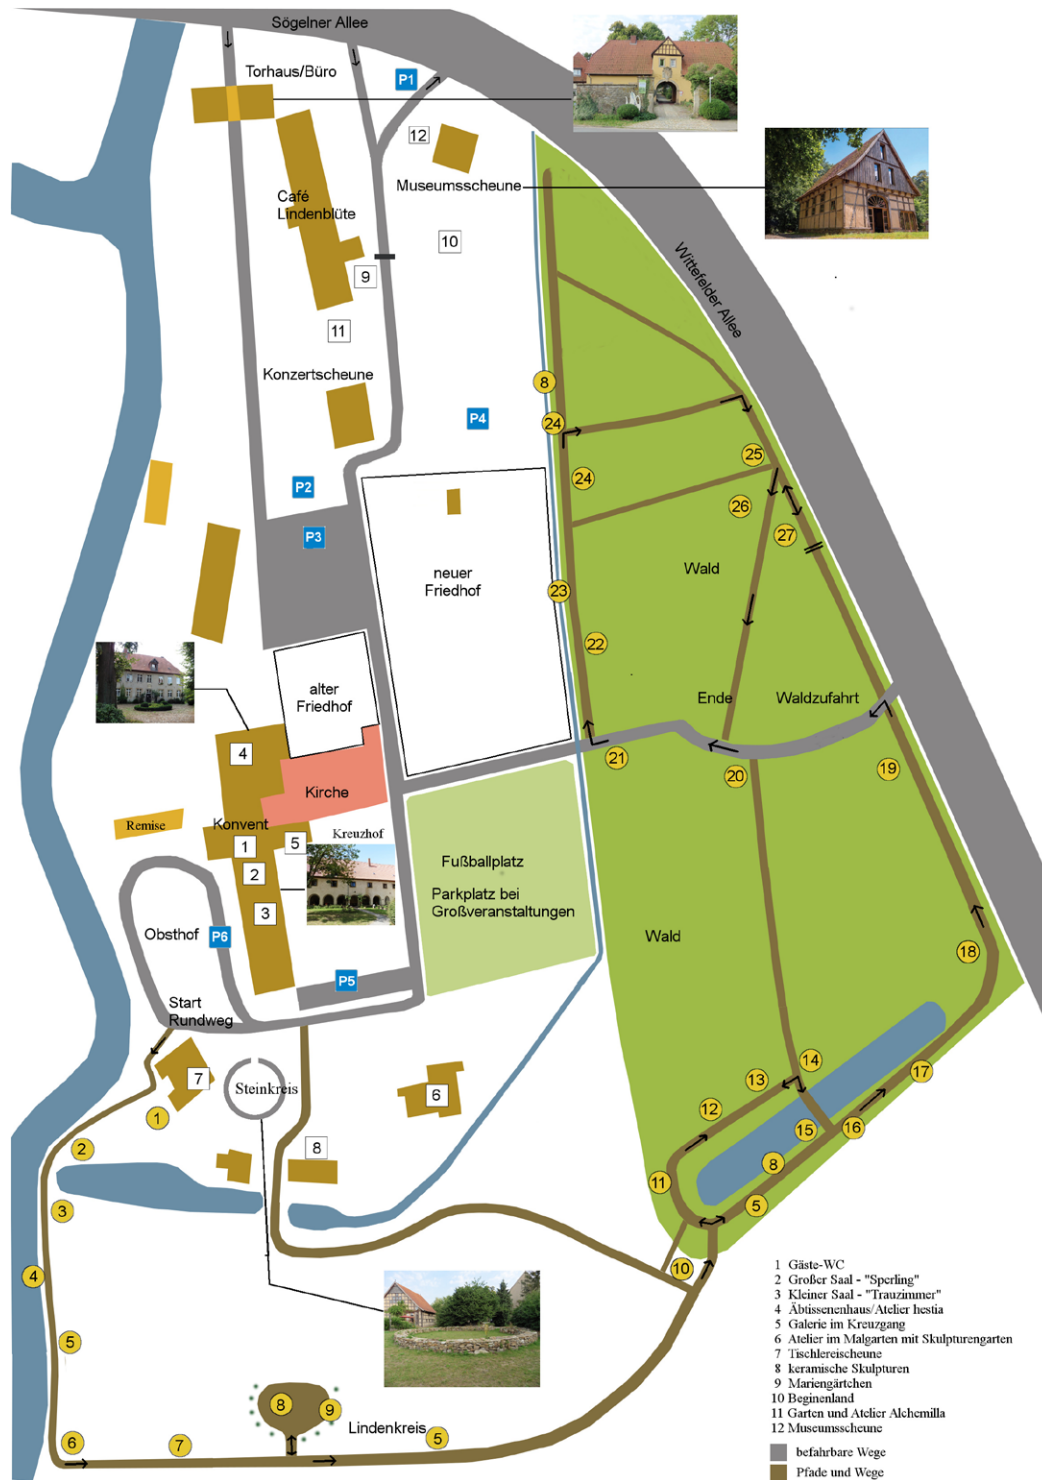 Sögelner Allee
Torhaus/Büro
P1
12
Museumsscheune
Café
Lindenblüte
10
9
11
Wittefelder Allee
Konzertscheune
8
P4
24
25
24
P2
26
P3
27
neuer
Friedhof
Wald
23
22
alter
Friedhof
Ende
Waldzufahrt
4
21
20
19
Kirche
Remise
Konvent
Kreuzhof
1
5
2
3
Fußballplatz
Parkplatz bei
Großveranstaltungen
Obsthof
P6
Wald
18
P5
Start
Rundweg
7
Steinkreis
6
14
13
17
12
1
15
16
2
8
8
11
3
5
10
4
5
8
9
Lindenkreis
5
6
7
1 Gäste-WC
2 Großer Saal - "Sperling"
3 Kleiner Saal - "Trauzimmer"
4 Äbtissenenhaus/Atelier hestia
5 Galerie im Kreuzgang
6 Atelier im Malgarten mit Skulpturengarten
7 Tischlereischeune
8 keramische Skulpturen
9 Mariengärtchen
10 Beginenland
11 Garten und Atelier Alchemilla
12 Museumsscheune
befahrbare Wege
Pfade und Wege